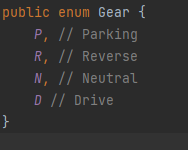 public enum Gear {
    P, // Parking
    R, // Reverse
    N, // Neutral
    D // Drive
}